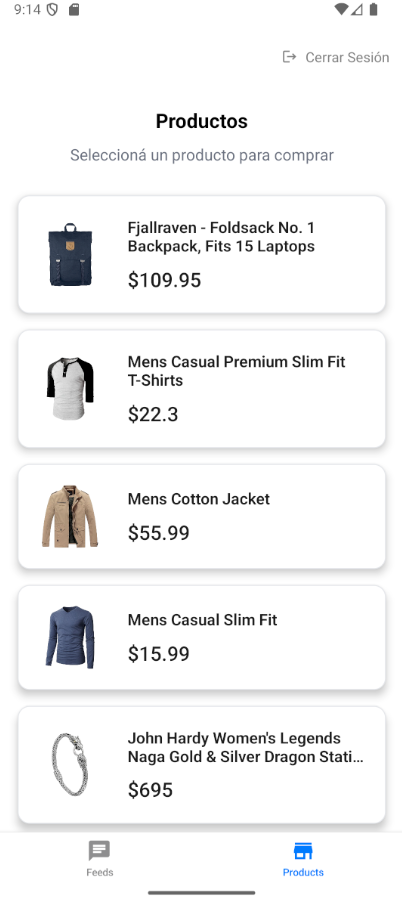 9:14
Cerrar Sesión
Productos
Seleccioná un producto para comprar
Fjallraven - Foldsack No. 1
Backpack, Fits 15 Laptops
$109.95
Mens Casual Premium Slim Fit
T-Shirts
$22.3
Mens Cotton Jacket
$55.99
Mens Casual Slim Fit
$15.99
John Hardy Women's Legends
Naga Gold & Silver Dragon Stati...
$695
Feeds
Products